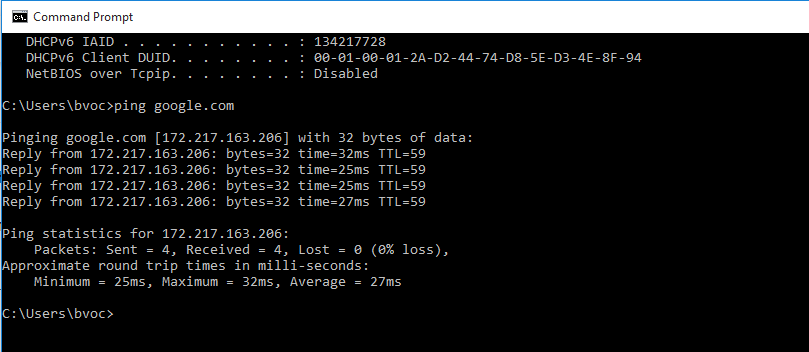 Command Prompt
DHCPv6 IAID . . . . . . . . . . . : 134217728
DHCPv6 Client DUID. . . . . . . . : 00-01-00-01-2A-D2-44-74-D8-5E-D3-4E-8F-94
NetBIOS over Tcpip. . . . . . . . : Disabled
C:\Users\bvoc>ping google.com
Pinging google.com [172.217.163.206] with 32 bytes of data:
Reply from 172.217.163.206: bytes=32 time=32ms TTL=59
Reply from 172.217.163.206: bytes=32 time=25ms TTL=59
Reply from 172.217.163.206: bytes=32 time=25ms TTL=59
Reply from 172.217.163.206: bytes=32 time=27ms TTL=59
Ping statistics for 172.217.163.206:
Packets: Sent = 4, Received = 4, Lost = 0 (0% loss),
Approximate round trip times in milli-seconds:
Minimum = 25ms, Maximum = 32ms, Average = 27ms
C:\Users\bvoc>